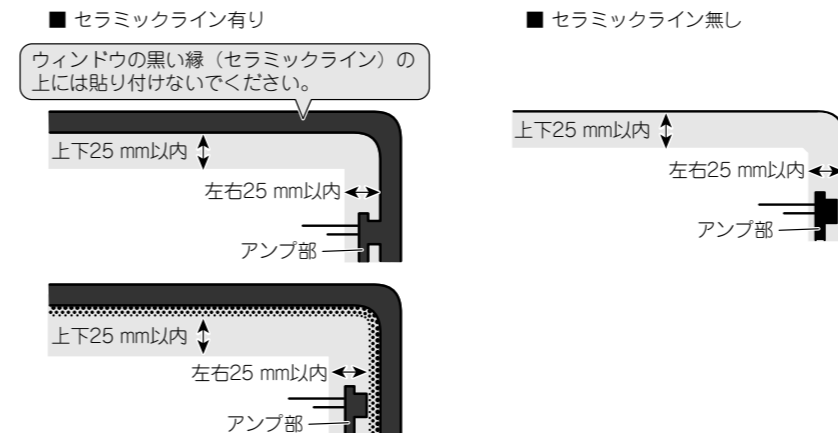 ■ セラミックライン有り
ウィンドウの黒い縁（セラミックライン）の
上には貼り付けないでください。
上下25 mm以内
左右25 mm以内
アンプ部
上下25 mm以内
左右25 mm以内
アンプ部
■ セラミックライン無し
上下25 mm以内
左右25 mm以内
アンプ部